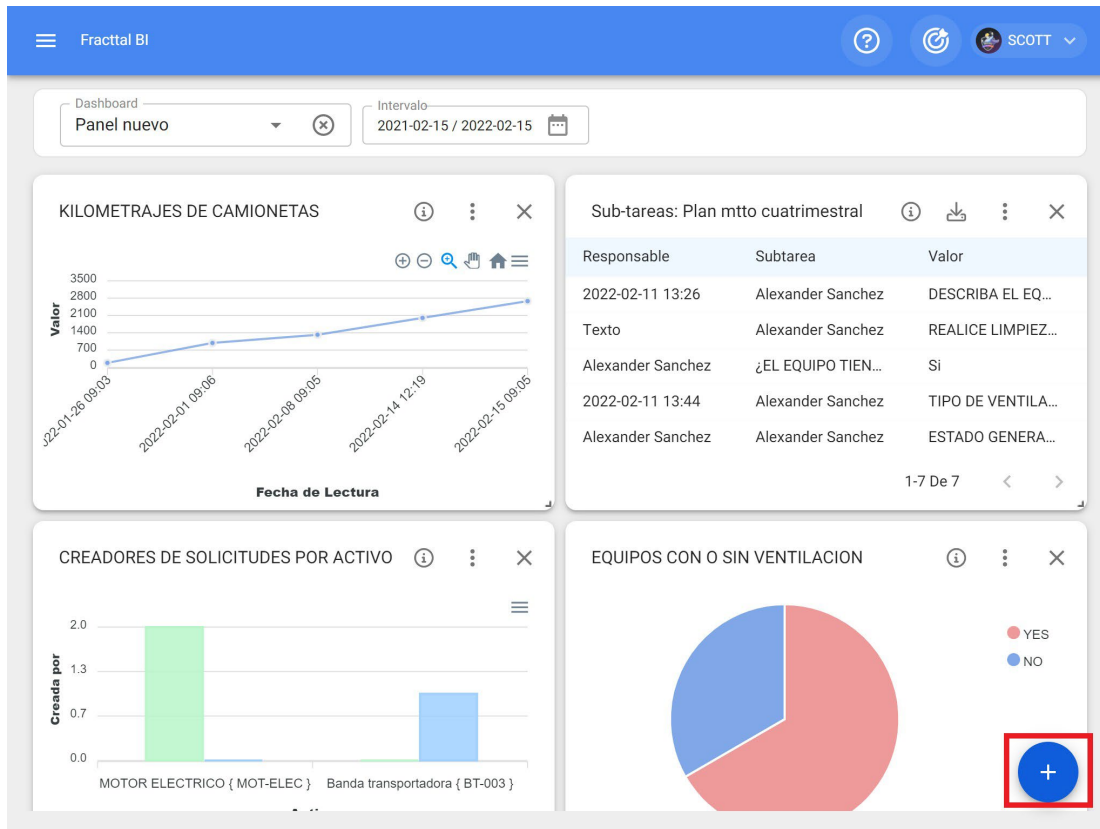 Fracttal BI
SCOTT
Dashboard
Panel nuevo
Intervalo
2021-02-15 / 2022-02-15
KILOMETRAJES DE CAMIONETAS
3500
2800
2100
1400
700
0
Valor
22-01-26 09:03
2022-02-01 09:06
2022-02-08 09:05
2022-02-14 12:19
2022-02-15 09:05
Fecha de Lectura
Sub-tareas: Plan mtto cuatrimestral
Responsable Subtarea Valor
2022-02-11 13:26 Alexander Sanchez DESCRIBA EL EQ...
Texto Alexander Sanchez REALICE LIMPIEZ...
Alexander Sanchez ¿EL EQUIPO TIEN... Si
2022-02-11 13:44 Alexander Sanchez TIPO DE VENTILA...
Alexander Sanchez Alexander Sanchez ESTADO GENERA...
1-7 De 7
CREADORES DE SOLICITUDES POR ACTIVO
2.0
1.3
0.7
0.0
Creada por
MOTOR ELECTRICO { MOT-ELEC } Banda transportadora { BT-003 }
EQUIPOS CON O SIN VENTILACION
YES
NO